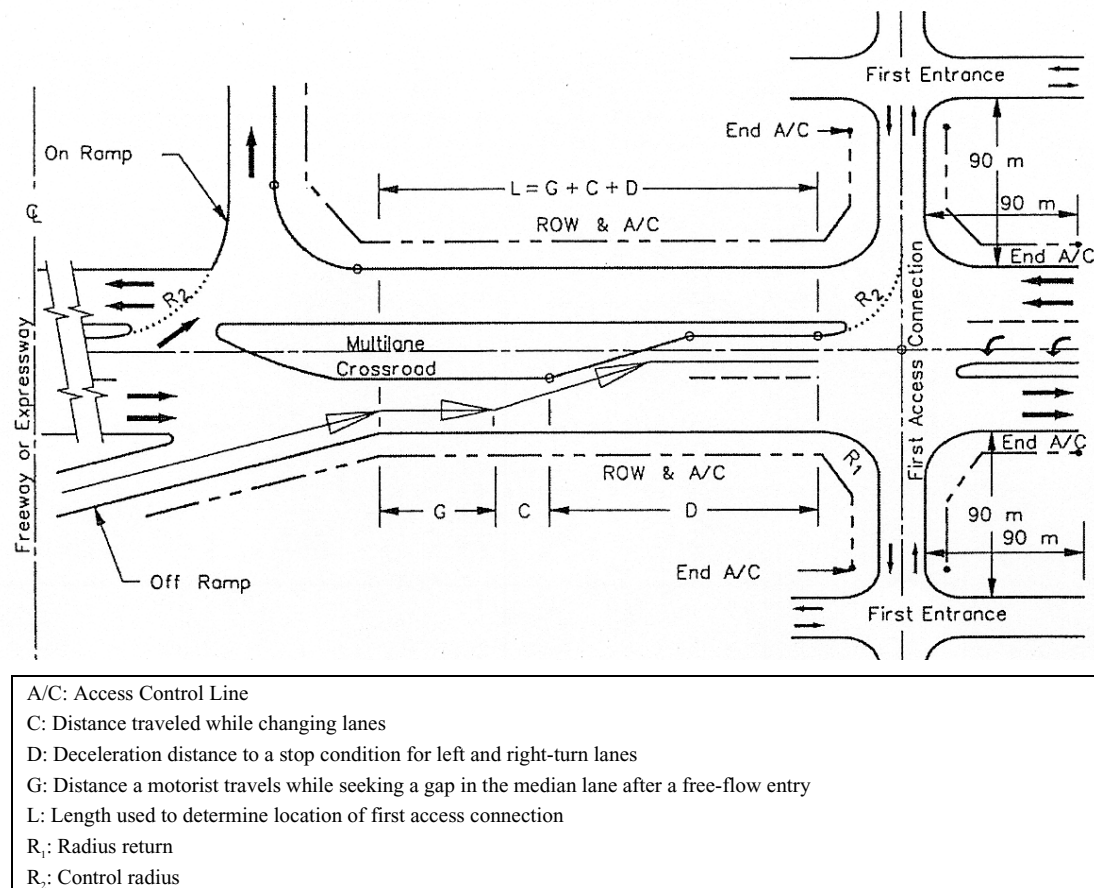 First Entrance
End A/C
On Ramp
90 m
L = G + C + D
90 m
℄
ROW & A/C
End A/C
R2
R2
Multilane
Crossroad
First Access Connection
Freeway or Expressway
End A/C
R1
ROW & A/C
G
C
D
90 m
90 m
Off Ramp
End A/C
First Entrance
A/C: Access Control Line
C: Distance traveled while changing lanes
D: Deceleration distance to a stop condition for left and right-turn lanes
G: Distance a motorist travels while seeking a gap in the median lane after a free-flow entry
L: Length used to determine location of first access connection
R₁: Radius return
R₂: Control radius